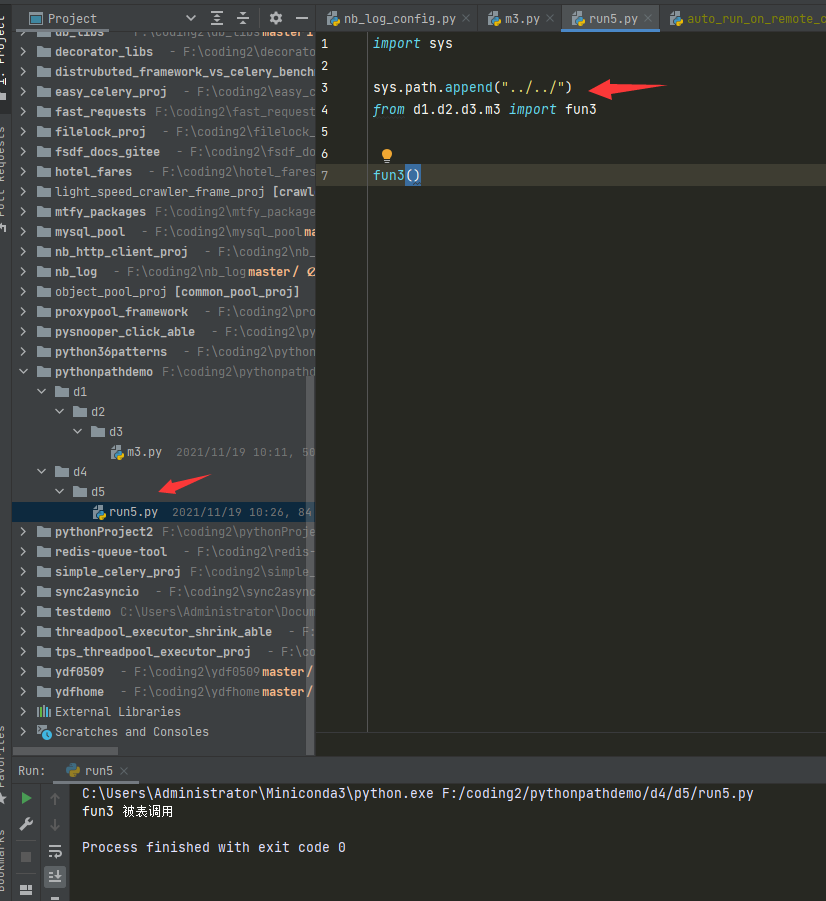 Project
nb_log_config.py
m3.py
run5.py
auto_run_on_remote_c
db_libs F:\coding2\db_libs master
decorator_libs - F:\coding2\decorato
distrubuted_framework_vs_celery_bench
easy_celery_proj - F:\coding2\easy_c
fast_requests F:\coding2\fast_request
filelock_proj - F:\coding2\filelock_
fsdf_docs_gitee - F:\coding2\fsdf_do
hotel_fares - F:\coding2\hotel_fares
light_speed_crawler_frame_proj [crawl
mtfy_packages F:\coding2\mtfy_package
mysql_pool - F:\coding2\mysql_pool ma
nb_http_client_proj - F:\coding2\nb_
nb_log - F:\coding2\nb_log master / Ø
object_pool_proj [common_pool_proj]
proxypool_framework - F:\coding2\pro
pysnooper_click_able - F:\coding2\py
python36patterns - F:\coding2\python
pythonpathdemo F:\coding2\pythonpathd
d1
d2
d3
m3.py 2021/11/19 10:11, 50
d4
d5
run5.py 2021/11/19 10:26, 84
pythonProject2 F:\coding2\pythonProje
redis-queue-tool - F:\coding2\redis-
simple_celery_proj F:\coding2\simple_
sync2asyncio - F:\coding2\sync2async
testdemo C:\Users\Administrator\Docum
threadpool_executor_shrink_able - F:
tps_threadpool_executor_proj - F:\co
ydf0509 - F:\coding2\ydf0509 master /
ydfhome - F:\coding2\ydfhome master /
External Libraries
Scratches and Consoles
1 import sys
2
3 sys.path.append("../../")
4 from d1.d2.d3.m3 import fun3
5
6
7 fun3()
1: Project
Pull Requests
Favorites
Bookmarks
Run:
run5
C:\Users\Administrator\Miniconda3\python.exe F:/coding2/pythonpathdemo/d4/d5/run5.py
fun3 被表调用
Process finished with exit code 0